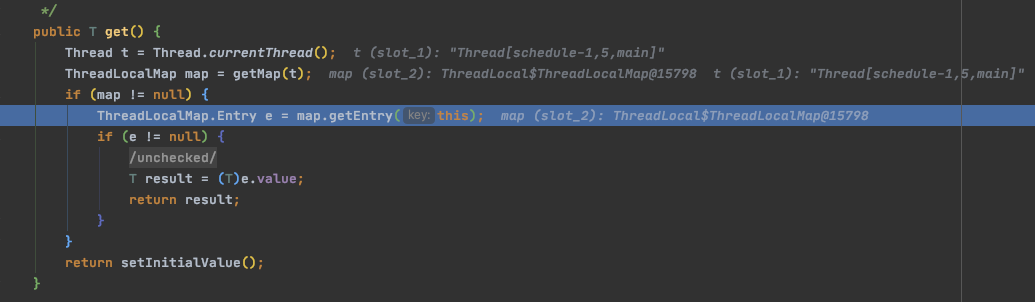 */
public T get() {
Thread t = Thread.currentThread(); t (slot_1): "Thread[schedule-1,5,main]"
ThreadLocalMap map = getMap(t); map (slot_2): ThreadLocal$ThreadLocalMap@15798 t (slot_1): "Thread[schedule-1,5,main]"
if (map != null) {
ThreadLocalMap.Entry e = map.getEntry( key: this); map (slot_2): ThreadLocal$ThreadLocalMap@15798
if (e != null) {
/unchecked/
T result = (T)e.value;
return result;
}
}
return setInitialValue();
}